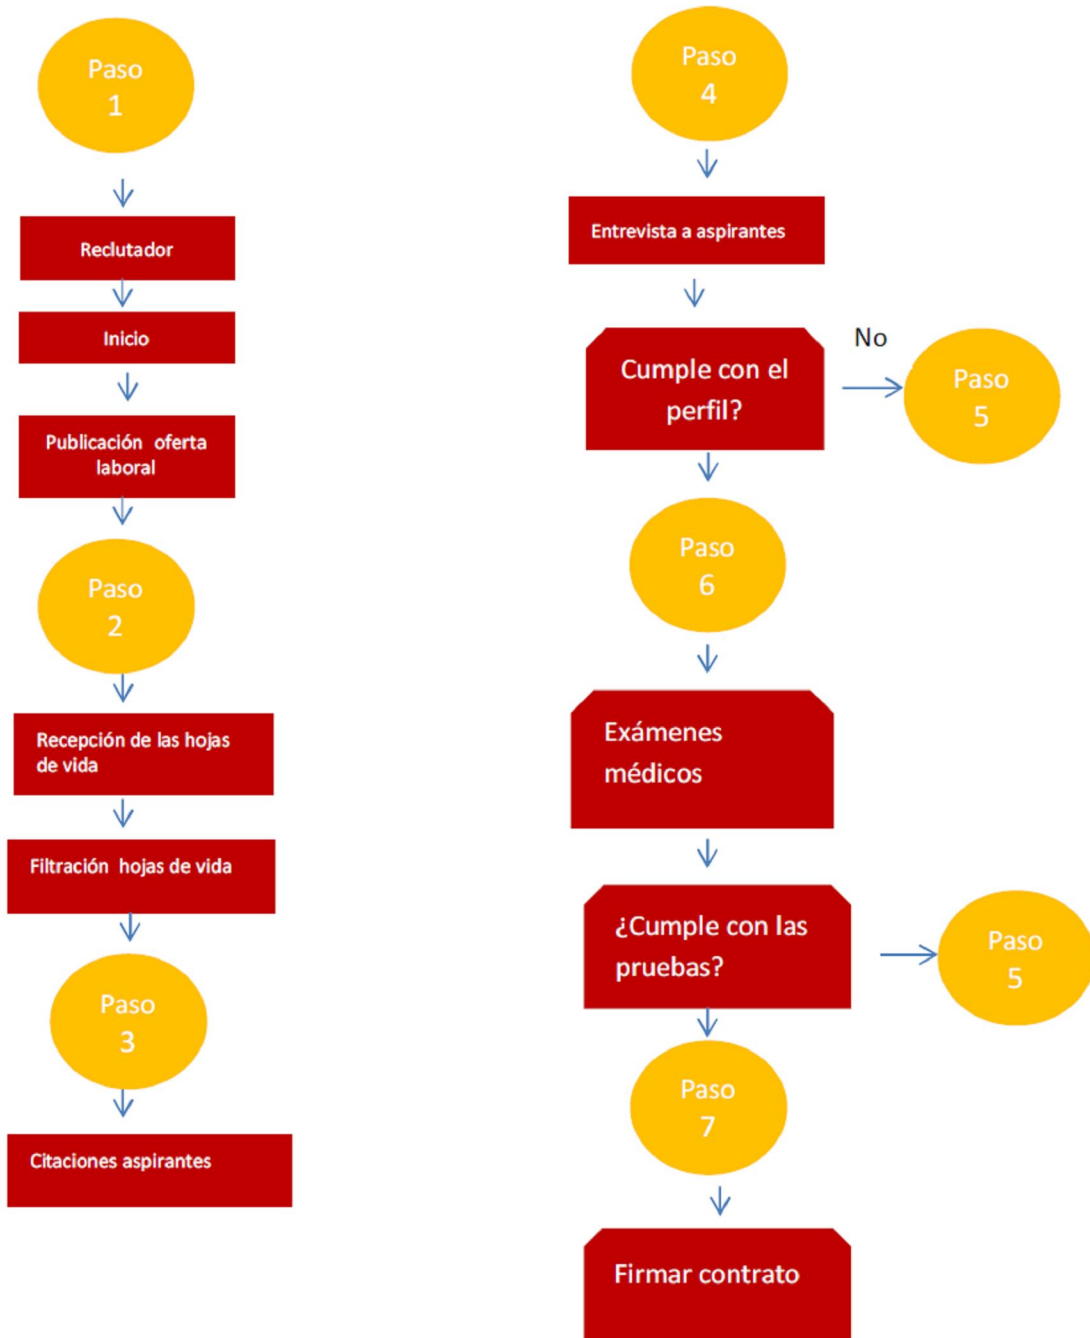 Paso
1
Reclutador
Inicio
Publicación oferta
laboral
Paso
2
Recepción de las hojas
de vida
Filtración hojas de vida
Paso
3
Citaciones aspirantes
Paso
4
Entrevista a aspirantes
Cumple con el
perfil?
No
Paso
5
Paso
6
Exámenes
médicos
¿Cumple con las
pruebas?
Paso
5
Paso
7
Firmar contrato